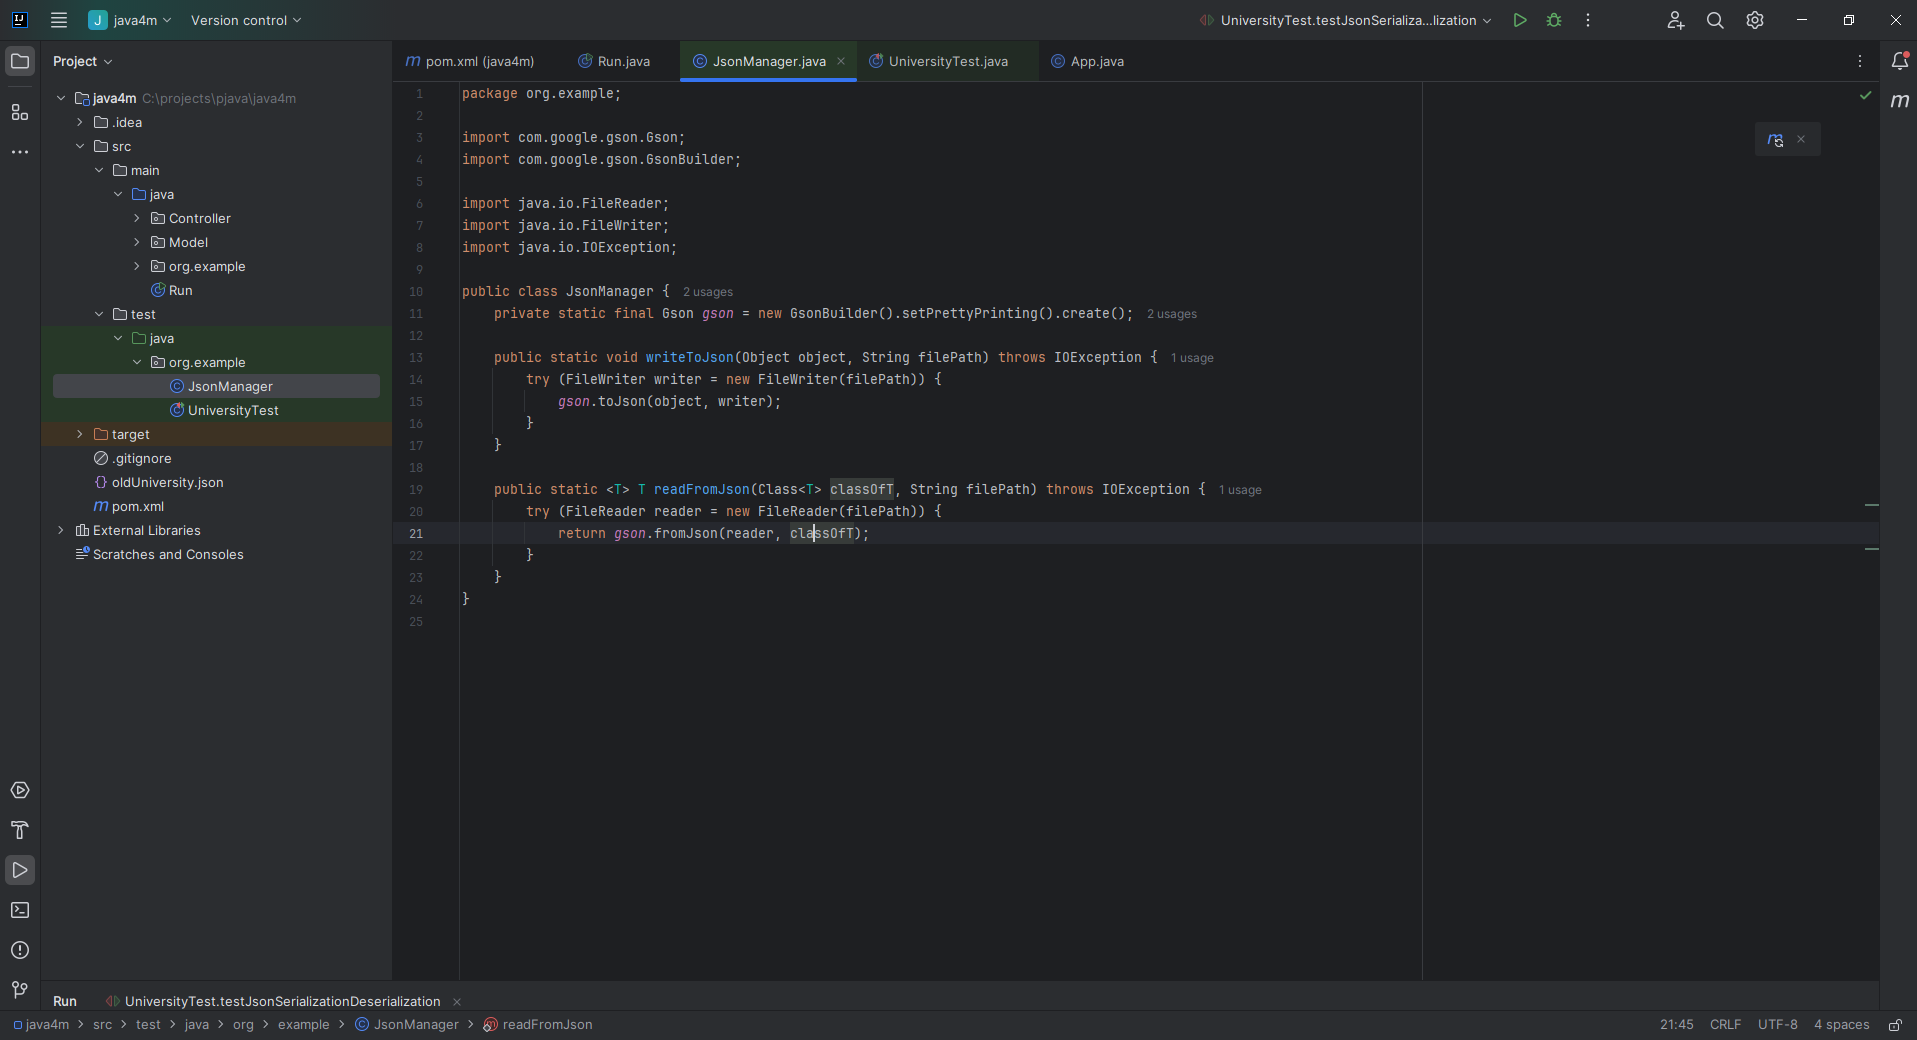 J java4m Version control UniversityTest.testJsonSerializa...lization
Project
pom.xml (java4m) Run.java JsonManager.java UniversityTest.java App.java
java4m C:\projects\pjava\java4m
.idea
src
main
java
Controller
Model
org.example
Run
test
java
org.example
JsonManager
UniversityTest
target
.gitignore
oldUniversity.json
pom.xml
External Libraries
Scratches and Consoles
1 package org.example;
2
3 import com.google.gson.Gson;
4 import com.google.gson.GsonBuilder;
5
6 import java.io.FileReader;
7 import java.io.FileWriter;
8 import java.io.IOException;
9
10 public class JsonManager { 2 usages
11 private static final Gson gson = new GsonBuilder().setPrettyPrinting().create(); 2 usages
12
13 public static void writeToJson(Object object, String filePath) throws IOException { 1 usage
14 try (FileWriter writer = new FileWriter(filePath)) {
15 gson.toJson(object, writer);
16 }
17 }
18
19 public static <T> T readFromJson(Class<T> classOfT, String filePath) throws IOException { 1 usage
20 try (FileReader reader = new FileReader(filePath)) {
21 return gson.fromJson(reader, classOfT);
22 }
23 }
24 }
25
Run UniversityTest.testJsonSerializationDeserialization
java4m > src > test > java > org > example > JsonManager > readFromJson
21:45 CRLF UTF-8 4 spaces